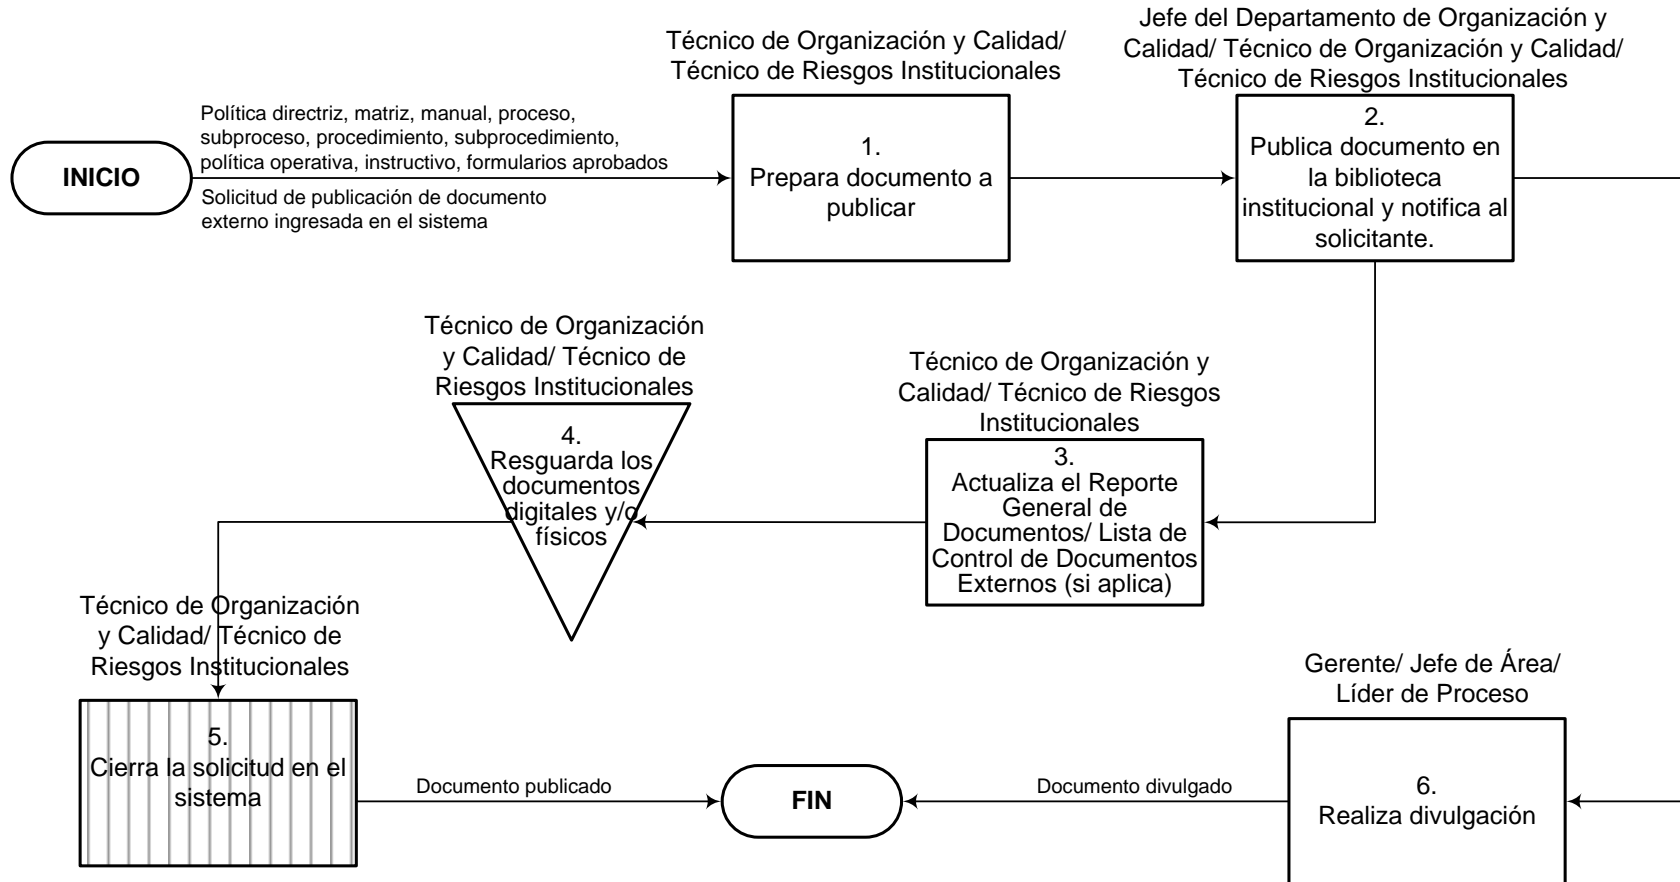 INICIO
Política directriz, matriz, manual, proceso,
subproceso, procedimiento, subprocedimiento,
política operativa, instructivo, formularios aprobados
Solicitud de publicación de documento
externo ingresada en el sistema
Técnico de Organización y Calidad/
Técnico de Riesgos Institucionales
1.
Prepara documento a
publicar
Jefe del Departamento de Organización y
Calidad/ Técnico de Organización y Calidad/
Técnico de Riesgos Institucionales
2.
Publica documento en
la biblioteca
institucional y notifica al
solicitante.
Técnico de Organización y
Calidad/ Técnico de Riesgos
Institucionales
3.
Actualiza el Reporte
General de
Documentos/ Lista de
Control de Documentos
Externos (si aplica)
Técnico de Organización
y Calidad/ Técnico de
Riesgos Institucionales
4.
Resguarda los
documentos
digitales y/o
físicos
Técnico de Organización
y Calidad/ Técnico de
Riesgos Institucionales
5.
Cierra la solicitud en el
sistema
Documento publicado
FIN
Documento divulgado
Gerente/ Jefe de Área/
Líder de Proceso
6.
Realiza divulgación